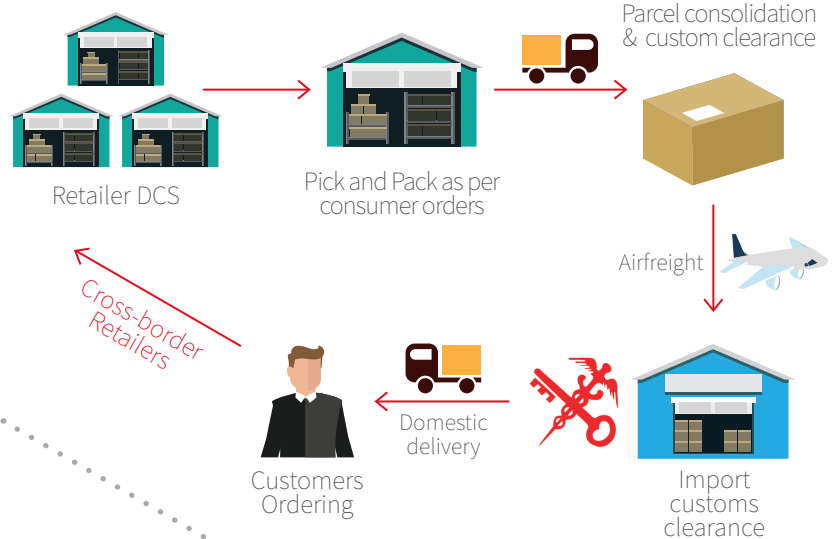 Parcel consolidation
& custom clearance
Retailer DCS
Pick and Pack as per
consumer orders
Airfreight
Cross-border
Retailers
Domestic
delivery
Customers
Ordering
Import
customs
clearance